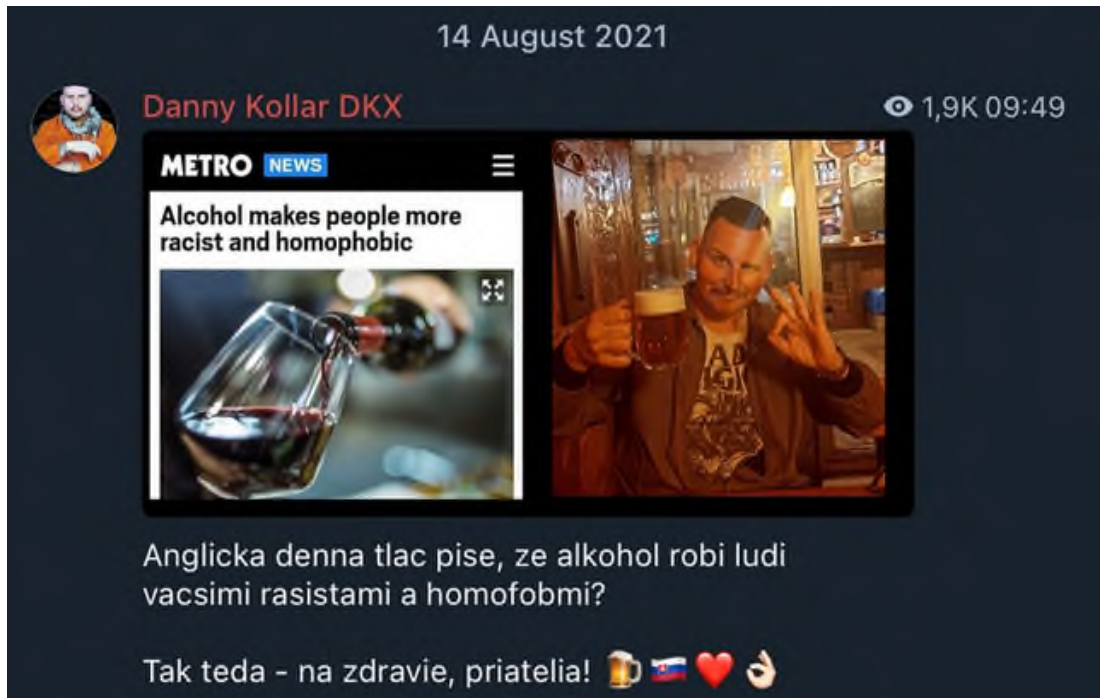 14 August 2021
Danny Kollar DKX
1,9K 09:49
METRO NEWS
Alcohol makes people more
racist and homophobic
Anglicka denna tlac pise, ze alkohol robi ludi
vacsimi rasistami a homofobmi?
Tak teda - na zdravie, priatelia! 🍺🇸🇰❤️👌🏻